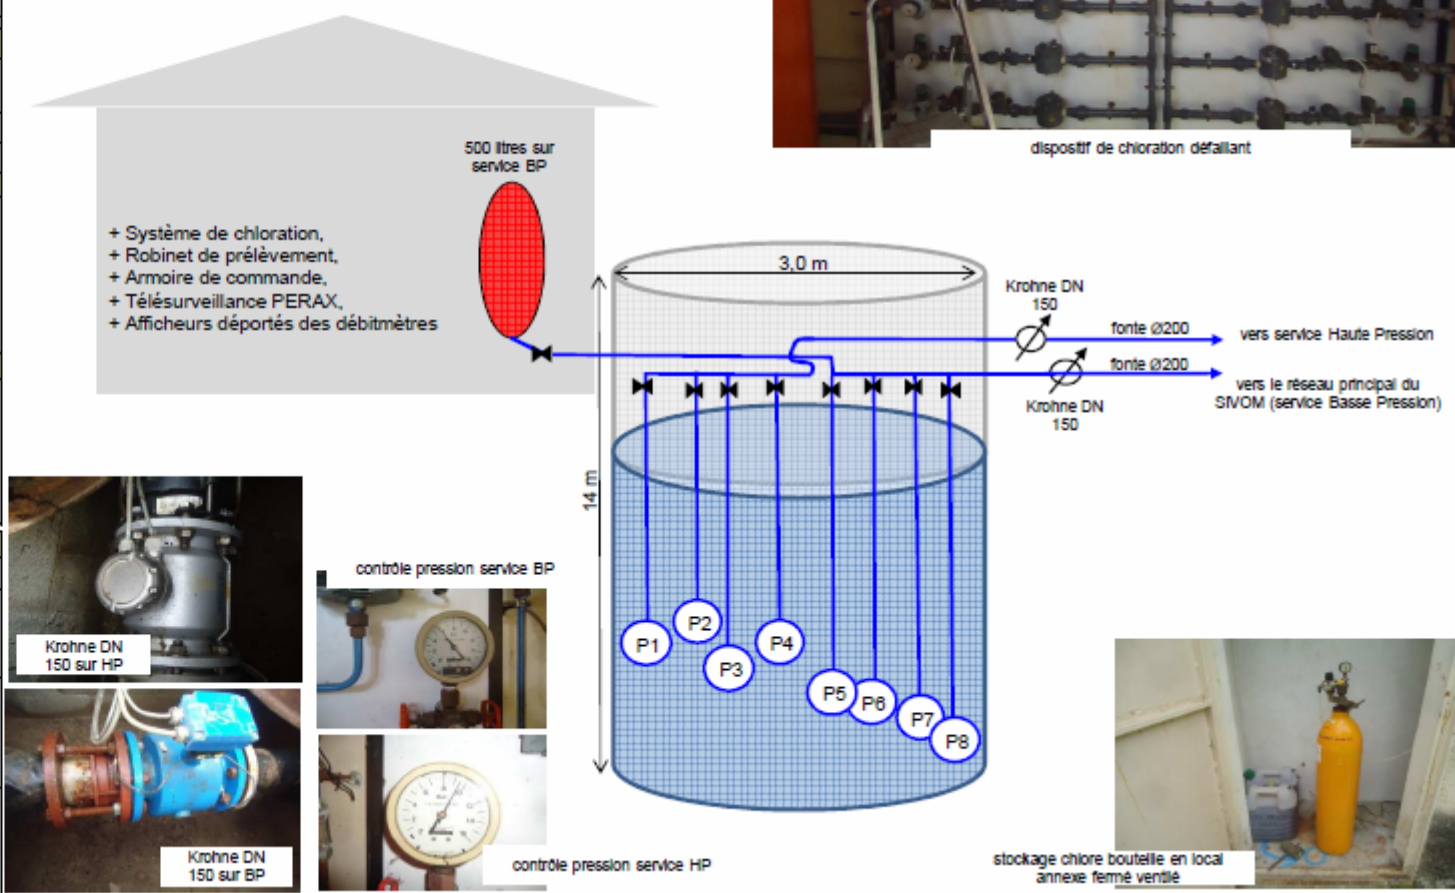 dispositif de chloration défaillant
500 litres sur
service BP
+ Système de chloration,
+ Robinet de prélèvement,
+ Armoire de commande,
+ Télésurveillance PERAX,
+ Afficheurs déportés des débitmètres
3,0 m
14 m
Krohne DN
150
fonte Ø200
vers service Haute Pression
fonte Ø200
vers le réseau principal du
SIVOM (service Basse Pression)
Krohne DN
150
P1
P2
P3
P4
P5
P6
P7
P8
Krohne DN
150 sur HP
contrôle pression service BP
Krohne DN
150 sur BP
contrôle pression service HP
stockage chlore bouteille en local
annexe fermé ventilé